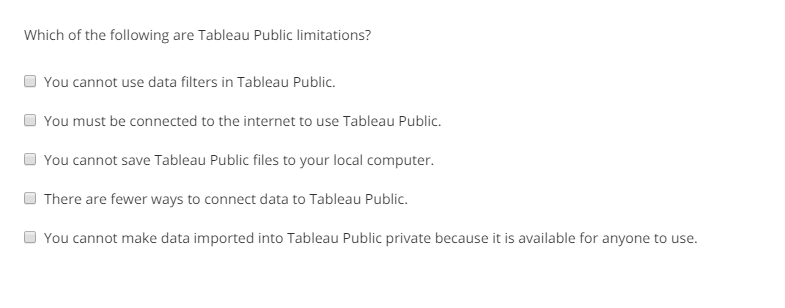 Which of the following are Tableau Public limitations?
You cannot use data filters in Tableau Public.
You must be connected to the internet to use Tableau Public.
You cannot save Tableau Public files to your local computer.
There are fewer ways to connect data to Tableau Public.
You cannot make data imported into Tableau Public private because it is available for anyone to use.